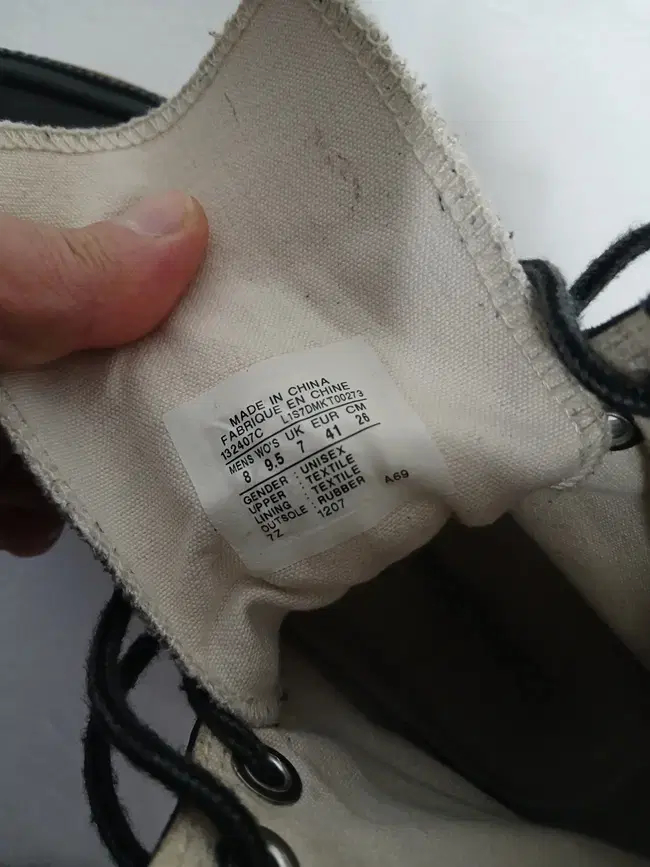 MADE IN CHINA
FABRIQUE EN CHINE
132407C L1S7DMKT00273
MENS WO'S UK EUR CM
8 9.5 7 41 26
GENDER : UNISEX
UPPER : TEXTILE
LINING : TEXTILE
OUTSOLE : RUBBER
7Z 1207 A69